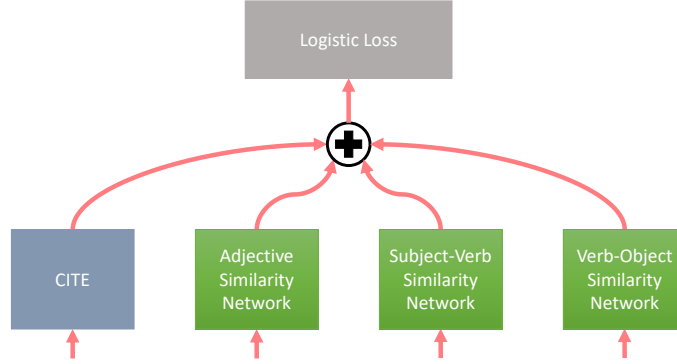 Logistic Loss
CITE
Adjective
Similarity
Network
Subject-Verb
Similarity
Network
Verb-Object
Similarity
Network